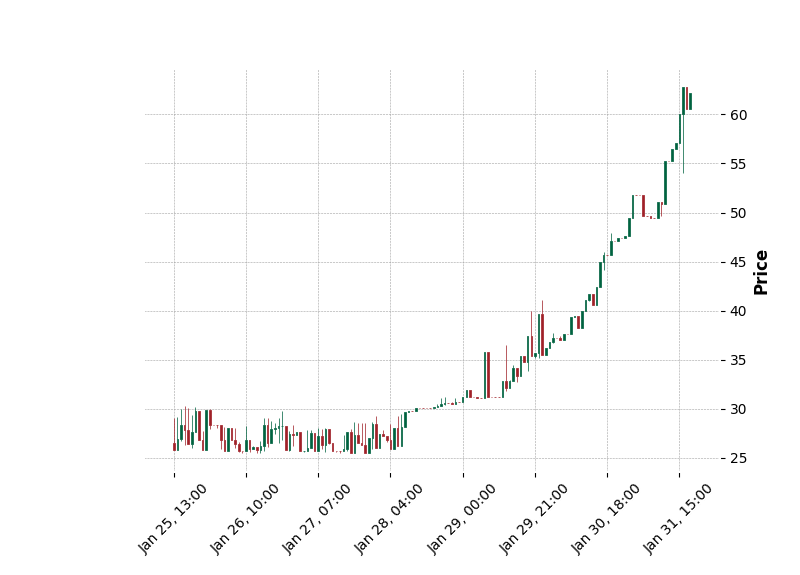 60
55
50
45
40
35
30
25
Price
Jan 25, 13:00
Jan 26, 10:00
Jan 27, 07:00
Jan 28, 04:00
Jan 29, 00:00
Jan 29, 21:00
Jan 30, 18:00
Jan 31, 15:00